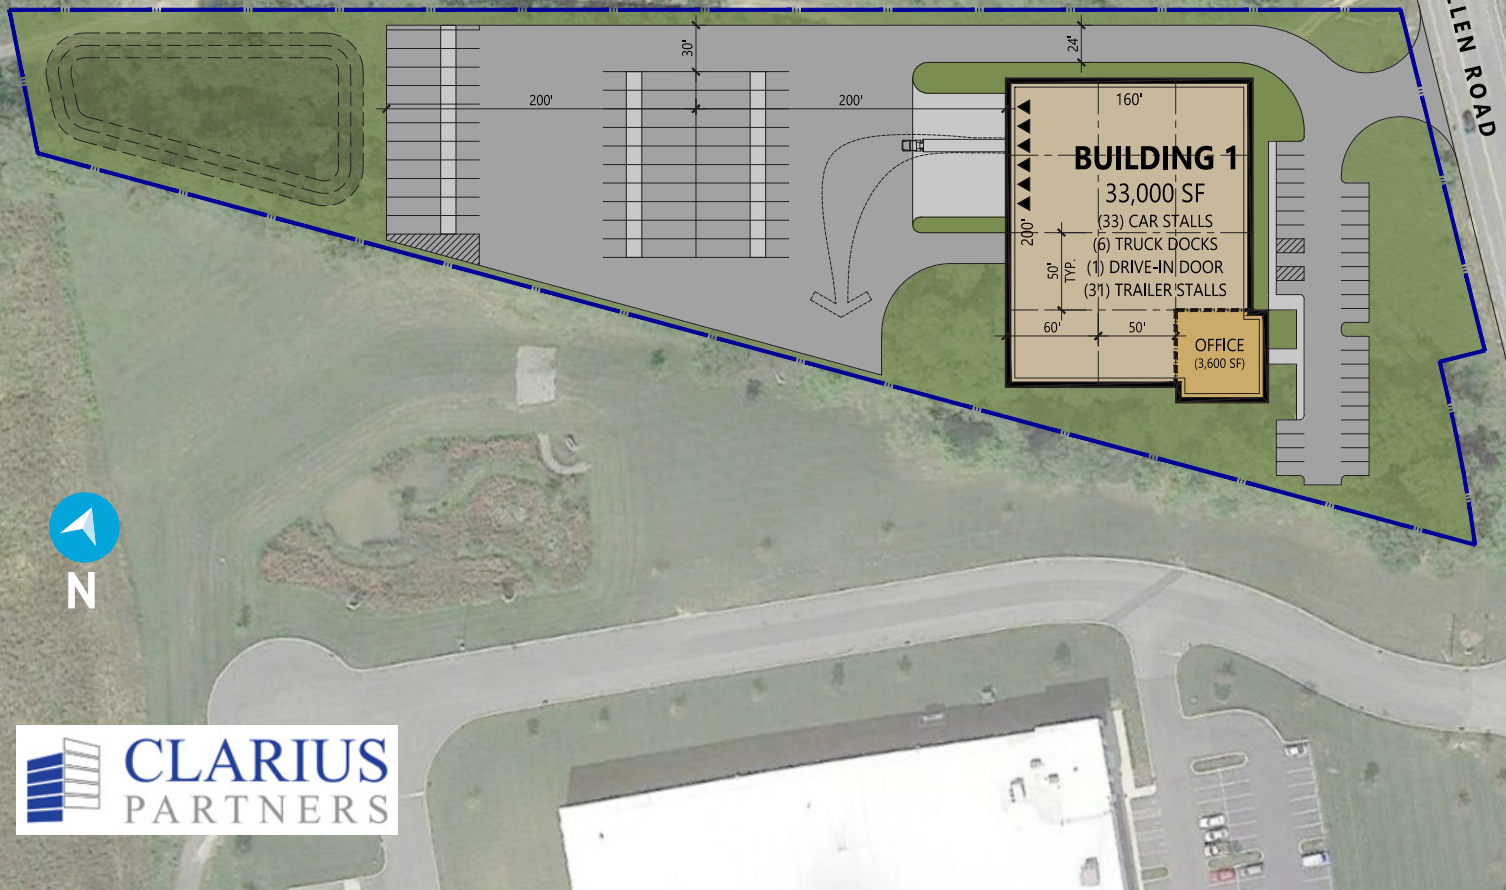 LLEN ROAD
30'
24'
200'
200'
160'
BUILDING 1
33,000 SF
(33) CAR STALLS
(6) TRUCK DOCKS
(1) DRIVE-IN DOOR
(31) TRAILER STALLS
200'
50'
TYP.
60'
50'
OFFICE
(3,600 SF)
N
CLARIUS
PARTNERS